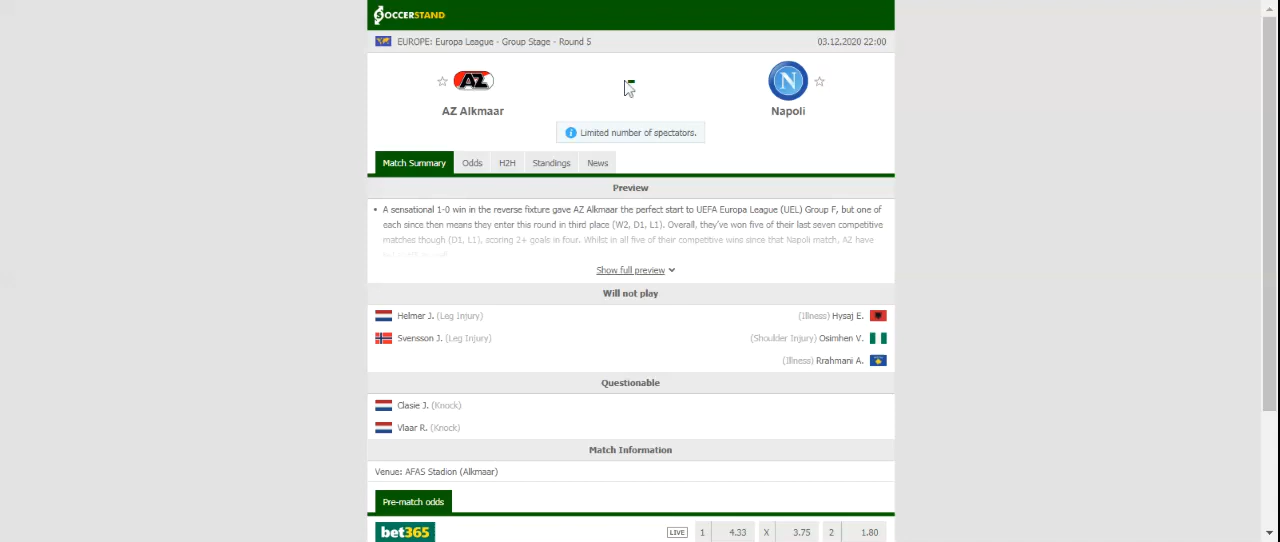 SOCCERSTAND
EUROPE: Europa League - Group Stage - Round 5 03.12.2020 22:00
AZ N
AZ Alkmaar Napoli
Limited number of spectators.
Match Summary Odds H2H Standings News
Preview
• A sensational 1-0 win in the reverse fixture gave AZ Alkmaar the perfect start to UEFA Europa League (UEL) Group F, but one of
each since then means they enter this round in third place (W2, D1, L1). Overall, they've won five of their last seven competitive
matches though (D1, L1), scoring 2+ goals in four. Whilst in all five of their competitive wins since that Napoli match, AZ have
Show full preview
Will not play
Helmer J. (Leg Injury) (Illness) Hysaj E.
Svensson J. (Leg Injury) (Shoulder Injury) Osimhen V.
(Illness) Rrahmani A.
Questionable
Clasie J. (Knock)
Vlaar R. (Knock)
Match Information
Venue: AFAS Stadion (Alkmaar)
Pre-match odds
bet365 LIVE 1 4.33 X 3.75 2 1.80